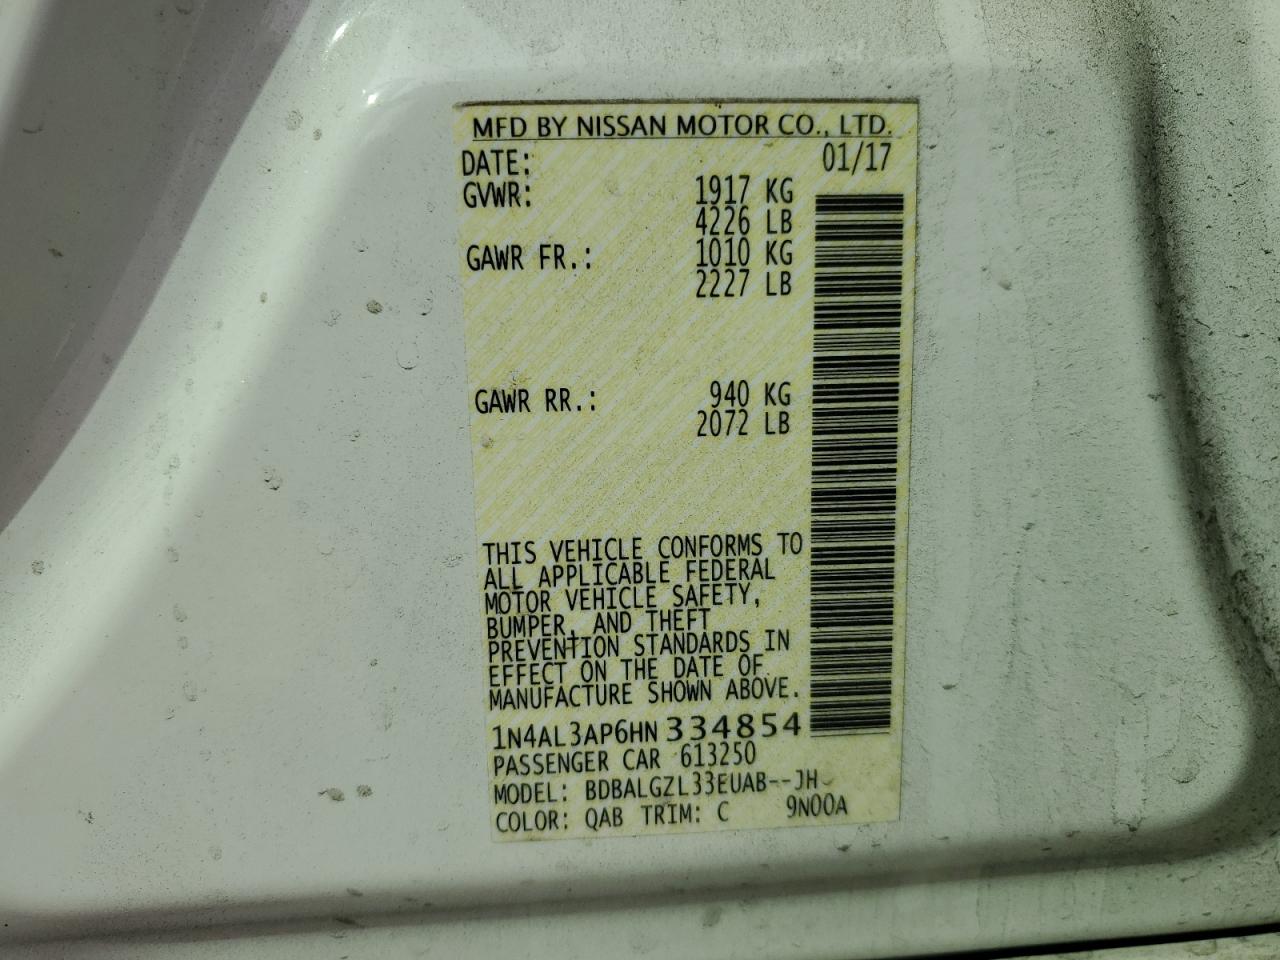 MFD BY NISSAN MOTOR CO., LTD.
DATE: 01/17
GVWR: 1917 KG
4226 LB
GAWR FR.: 1010 KG
2227 LB
GAWR RR.: 940 KG
2072 LB
THIS VEHICLE CONFORMS TO
ALL APPLICABLE FEDERAL
MOTOR VEHICLE SAFETY,
BUMPER, AND THEFT
PREVENTION STANDARDS IN
EFFECT ON THE DATE OF
MANUFACTURE SHOWN ABOVE.
1N4AL3AP6HN 334854
PASSENGER CAR 613250
MODEL: BDBALGZL33EUAB--JH
COLOR: QAB TRIM: C 9N00A